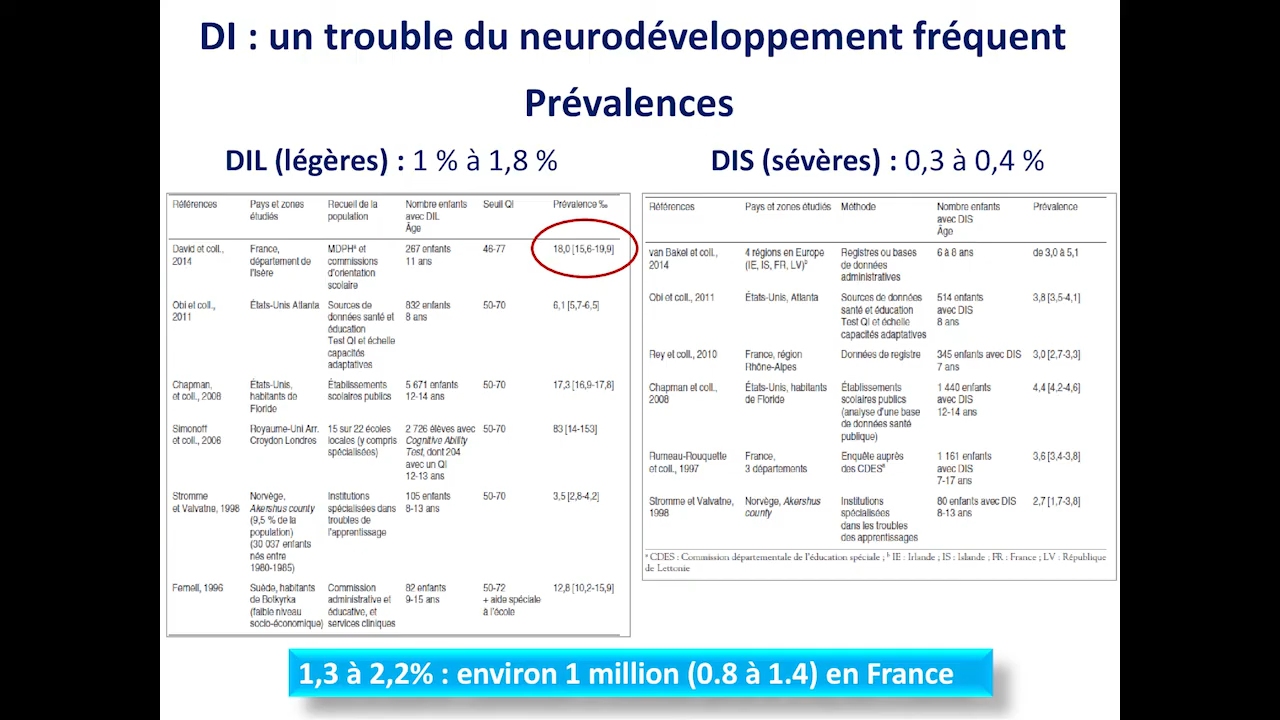 DI : un trouble du neurodéveloppement fréquent
Prévalences
DIL (légères) : 1 % à 1,8 %
Références Pays et zones étudiés Recueil de la population Nombre enfants avec DIL Âge Seuil QI Prévalence ‰
David et coll., 2014 France, département de l'Isère MDPHᵃ et commissions d'orientation scolaire 267 enfants 11 ans 46-77 18,0 [15,6-19,9]
Obi et coll., 2011 États-Unis Atlanta Sources de données santé et éducation Test QI et échelle capacités adaptatives 832 enfants 8 ans 50-70 6,1 [5,7-6,5]
Chapman, et coll., 2008 États-Unis, habitants de Floride Établissements scolaires publics 5 671 enfants 12-14 ans 50-70 17,3 [16,9-17,8]
Simonoff et coll., 2006 Royaume-Uni Arr. Croydon Londres 15 sur 22 écoles locales (y compris spécialisées) 2 726 élèves avec Cognitive Ability Test, dont 204 avec un QI 12-13 ans 50-70 83 [14-153]
Stromme et Valvatne, 1998 Norvège, Akershus county (9,5 % de la population) (30 037 enfants nés entre 1980-1985) Institutions spécialisées dans troubles de l'apprentissage 105 enfants 8-13 ans 50-70 3,5 [2,8-4,2]
Fernell, 1996 Suède, habitants de Botkyrka (faible niveau socio-économique) Commission administrative et éducative, et services cliniques 82 enfants 9-15 ans 50-72 + aide spéciale à l'école 12,8 [10,2-15,9]
DIS (sévères) : 0,3 à 0,4 %
Références Pays et zones étudiés Méthode Nombre enfants avec DIS Âge Prévalence
van Bakel et coll., 2014 4 régions en Europe (IE, IS, FR, LV)ᵇ Registres ou bases de données administratives 6 à 8 ans de 3,0 à 5,1
Obi et coll., 2011 États-Unis, Atlanta Sources de données santé et éducation Test QI et échelle capacités adaptatives 514 enfants avec DIS 8 ans 3,8 [3,5-4,1]
Rey et coll., 2010 France, région Rhône-Alpes Données de registre 345 enfants avec DIS 7 ans 3,0 [2,7-3,3]
Chapman et coll., 2008 États-Unis, habitants de Floride Établissements scolaires publics (analyse d'une base de données santé publique) 1 440 enfants avec DIS 12-14 ans 4,4 [4,2-4,6]
Rumeau-Rouquette et coll., 1997 France, 3 départements Enquête auprès des CDESᵃ 1 161 enfants avec DIS 7-17 ans 3,6 [3,4-3,8]
Stromme et Valvatne, 1998 Norvège, Akershus county Institutions spécialisées dans les troubles des apprentissages 80 enfants avec DIS 8-13 ans 2,7 [1,7-3,8]
ᵃ CDES : Commission départementale de l'éducation spéciale ; ᵇ IE : Irlande ; IS : Islande ; FR : France ; LV : République
de Lettonie
1,3 à 2,2% : environ 1 million (0.8 à 1.4) en France